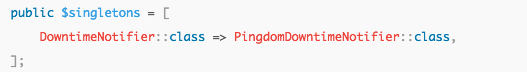 public $singletons = [
    DowntimeNotifier::class => PingdomDowntimeNotifier::class,
];